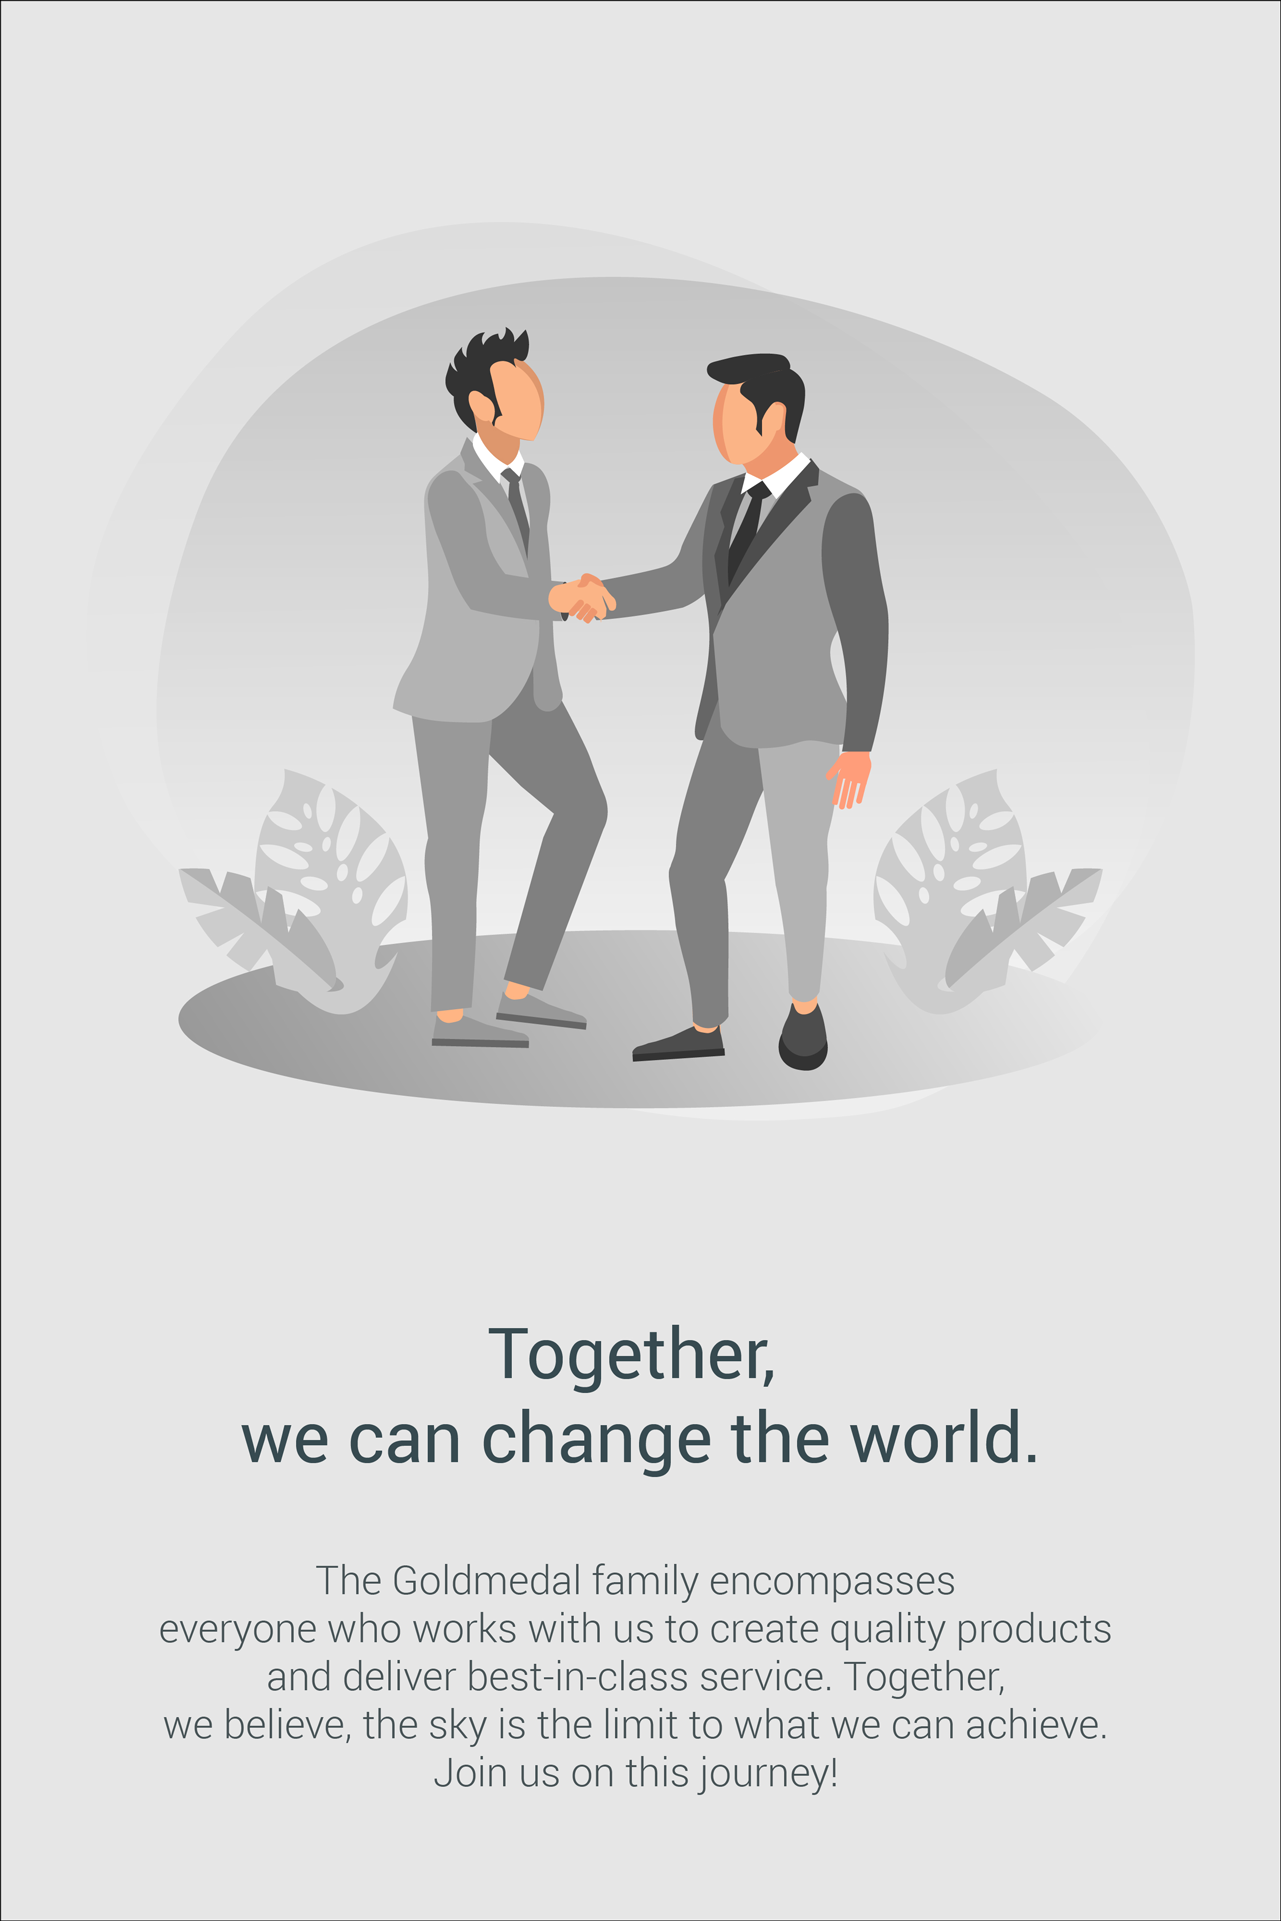 Together,
we can change the world.
The Goldmedal family encompasses
everyone who works with us to create quality products
and deliver best-in-class service. Together,
we believe, the sky is the limit to what we can achieve.
Join us on this journey!